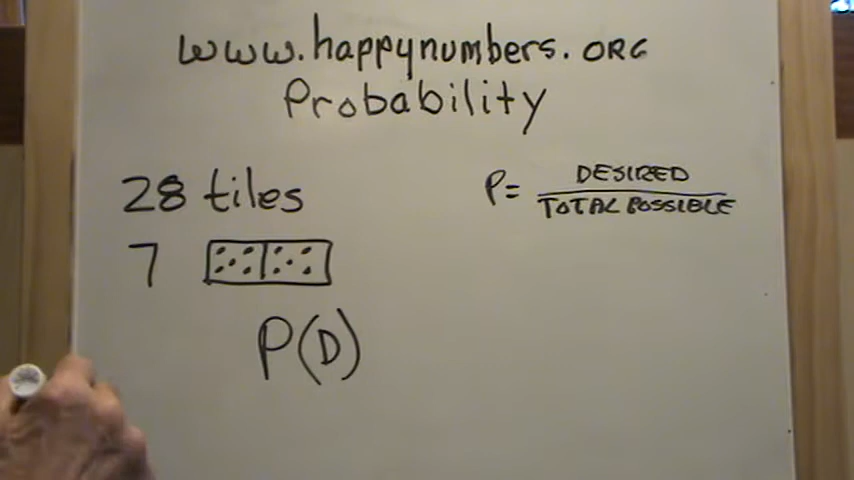 www.happynumbers.ORG
Probability
28 tiles
P= DESIRED
TOTAL POSSIBLE
7
P(D)